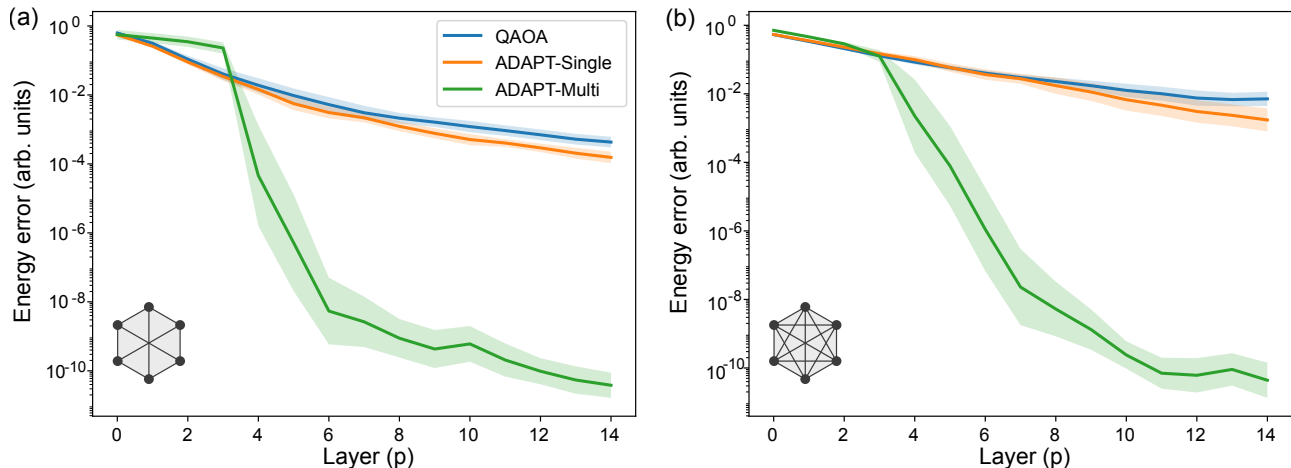 (a)
Energy error (arb. units)
10^0
10^-2
10^-4
10^-6
10^-8
10^-10
QAOA
ADAPT-Single
ADAPT-Multi
0 2 4 6 8 10 12 14
Layer (p)
(b)
Energy error (arb. units)
10^0
10^-2
10^-4
10^-6
10^-8
10^-10
0 2 4 6 8 10 12 14
Layer (p)